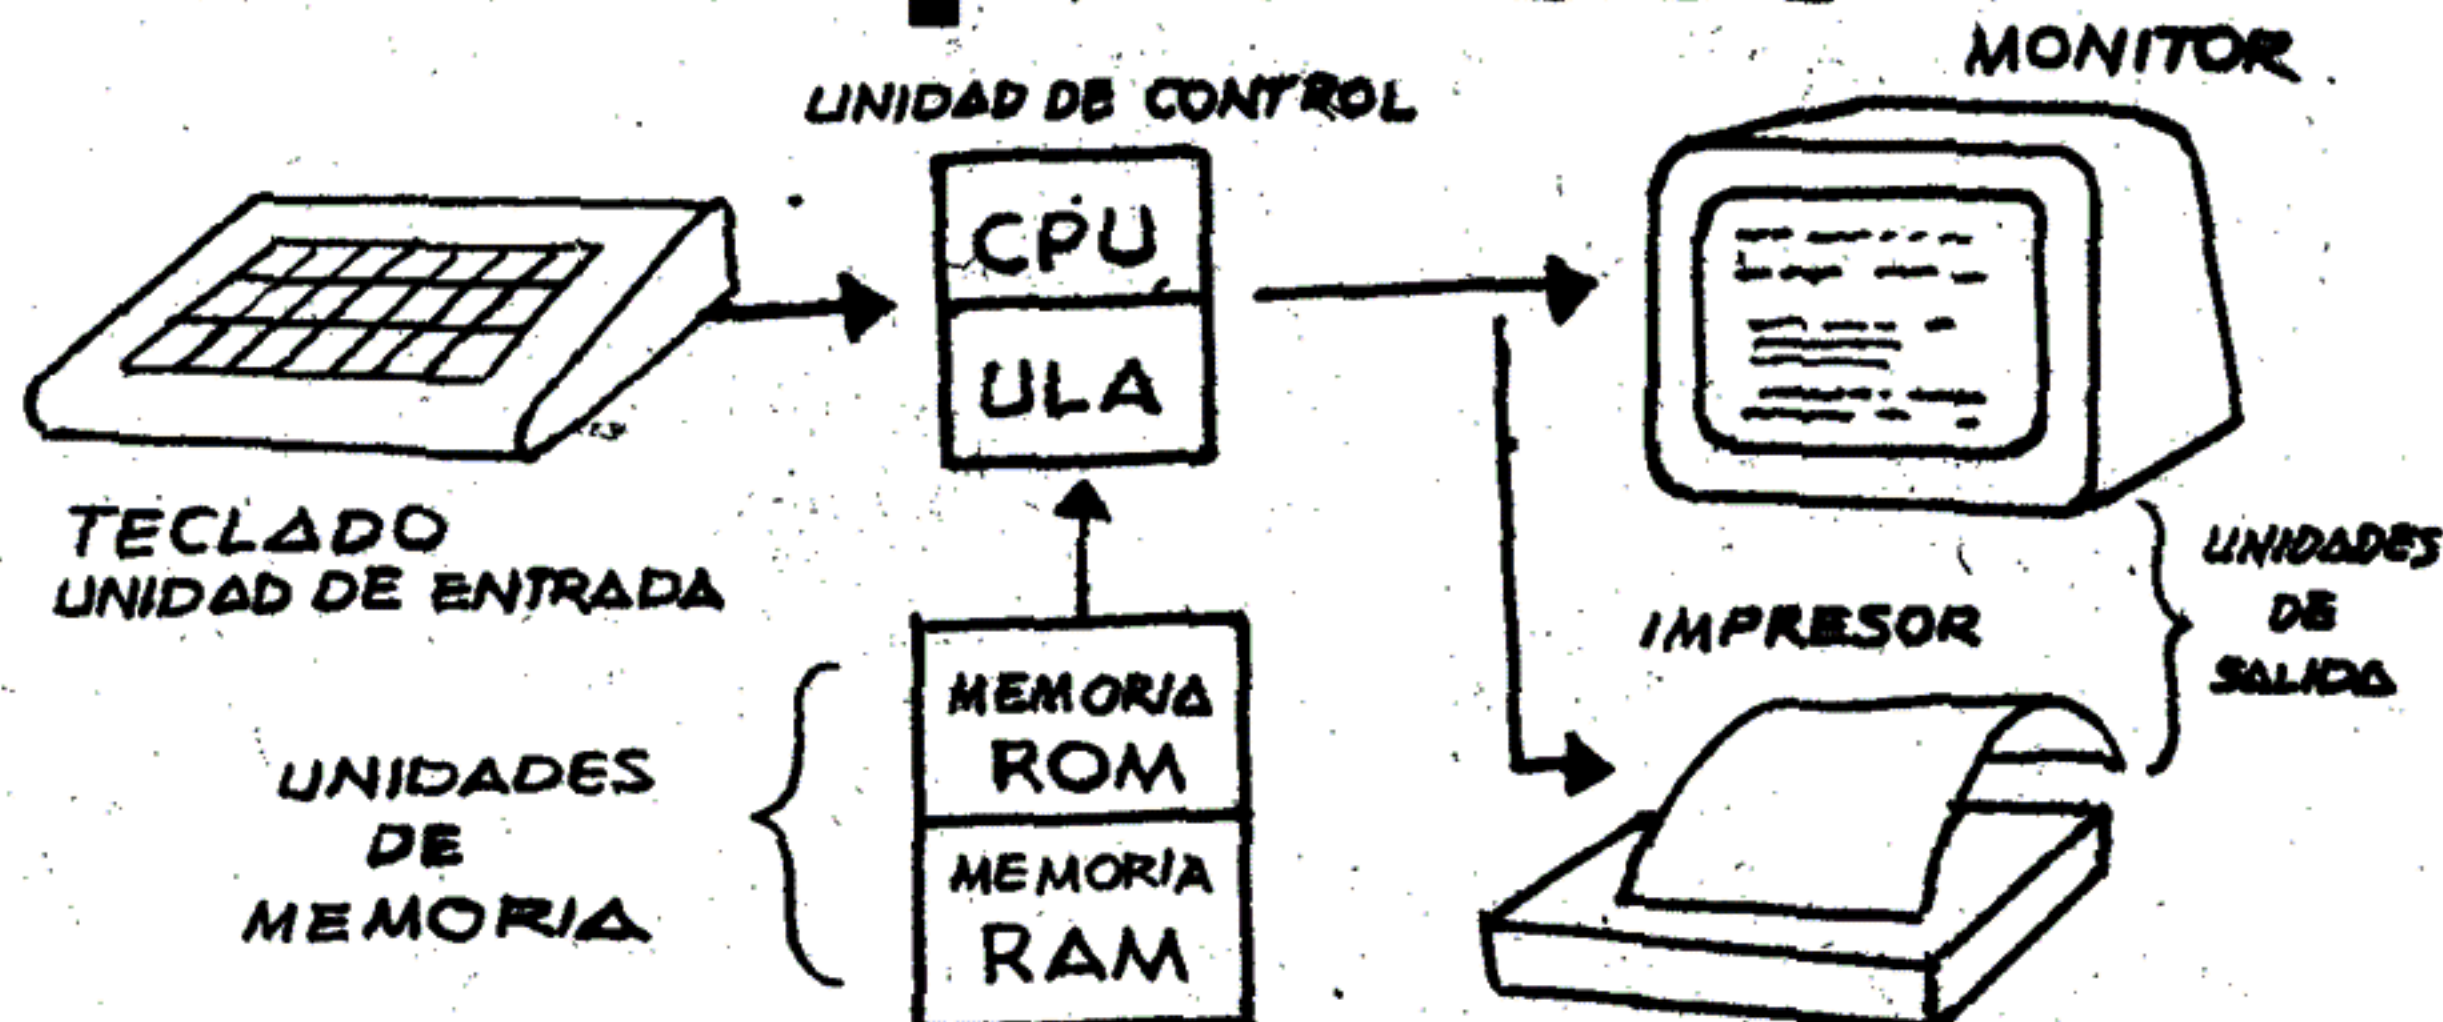 MONITOR
UNIDAD DE CONTROL
CPU
ULA
TECLADO
UNIDAD DE ENTRADA
UNIDADES
DE
SALIDA
IMPRESOR
MEMORIA
ROM
MEMORIA
RAM
UNIDADES
DE
MEMORIA